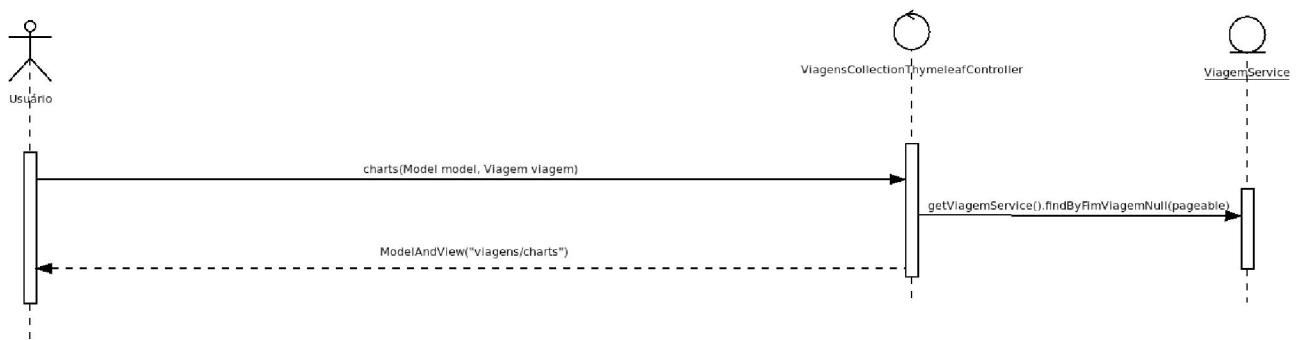 ViagensCollectionThymeleafController
ViagemService
Usuário
charts(Model model, Viagem viagem)
getViagemService().findByFimViagemNull(pageable)
ModelAndView("viagens/charts")